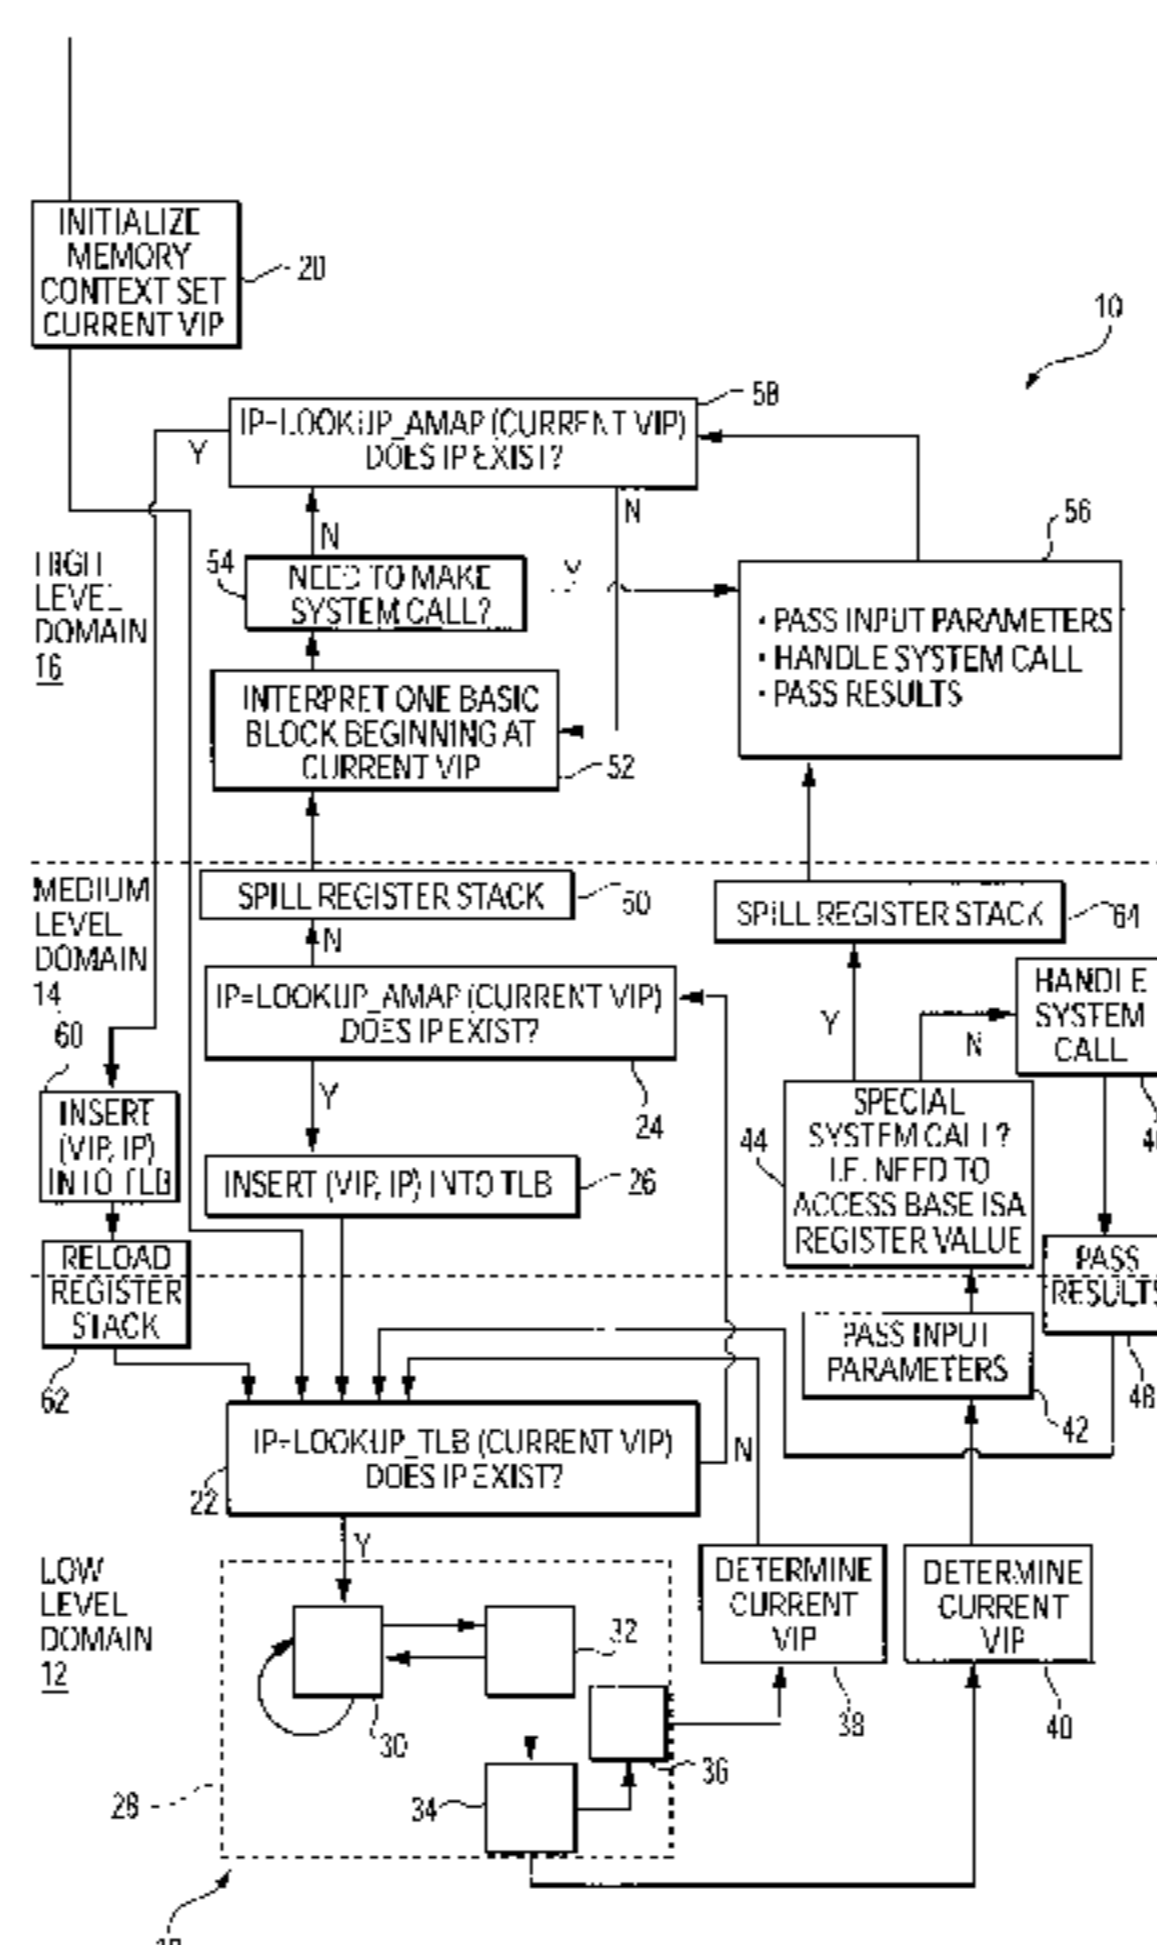 INITIALIZE
MEMORY
CONTEXT SET
CURRENT VIP
20
10
58
IP=LOOKUP_AMAP (CURRENT VIP)
DOES IP EXIST?
Y
N
56
N
54
NEED TO MAKE
SYSTEM CALL?
Y
HIGH
LEVEL
DOMAIN
16
• PASS INPUT PARAMETERS
• HANDLE SYSTEM CALL
• PASS RESULTS
INTERPRET ONE BASIC
BLOCK BEGINNING AT
CURRENT VIP
52
MEDIUM
LEVEL
DOMAIN
14
SPILL REGISTER STACK
50
SPILL REGISTER STACK
64
N
IP=LOOKUP_AMAP (CURRENT VIP)
DOES IP EXIST?
24
HANDLE
SYSTEM
CALL
Y
N
60
INSERT
(VIP, IP)
INTO TLB
Y
INSERT (VIP, IP) INTO TLB
26
44
SPECIAL
SYSTEM CALL?
I.E. NEED TO
ACCESS BASE ISA
REGISTER VALUE
RELOAD
REGISTER
STACK
62
PASS
RESULTS
48
PASS INPUT
PARAMETERS
42
IP=LOOKUP_TLB (CURRENT VIP)
DOES IP EXIST?
N
22
Y
LOW
LEVEL
DOMAIN
12
DETERMINE
CURRENT
VIP
38
DETERMINE
CURRENT
VIP
40
32
30
36
34
28